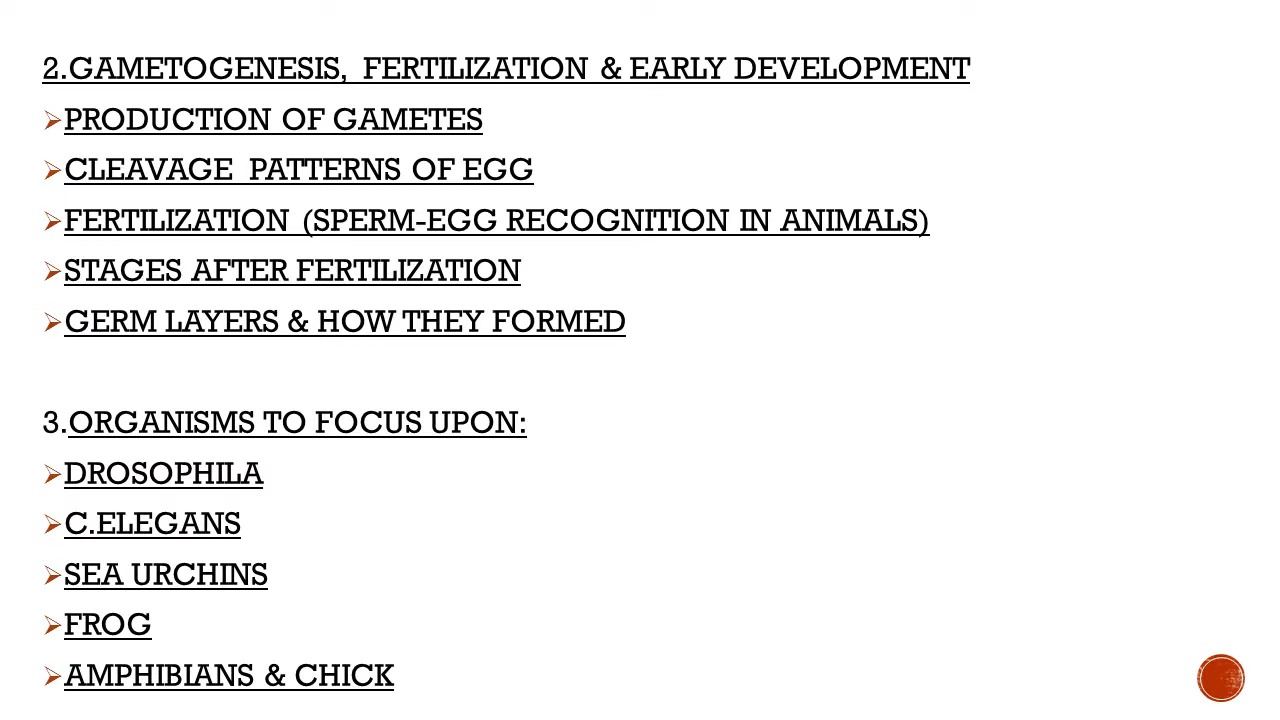 2.GAMETOGENESIS, FERTILIZATION & EARLY DEVELOPMENT
➢PRODUCTION OF GAMETES
➢CLEAVAGE PATTERNS OF EGG
➢FERTILIZATION (SPERM-EGG RECOGNITION IN ANIMALS)
➢STAGES AFTER FERTILIZATION
➢GERM LAYERS & HOW THEY FORMED
3.ORGANISMS TO FOCUS UPON:
➢DROSOPHILA
➢C.ELEGANS
➢SEA URCHINS
➢FROG
➢AMPHIBIANS & CHICK